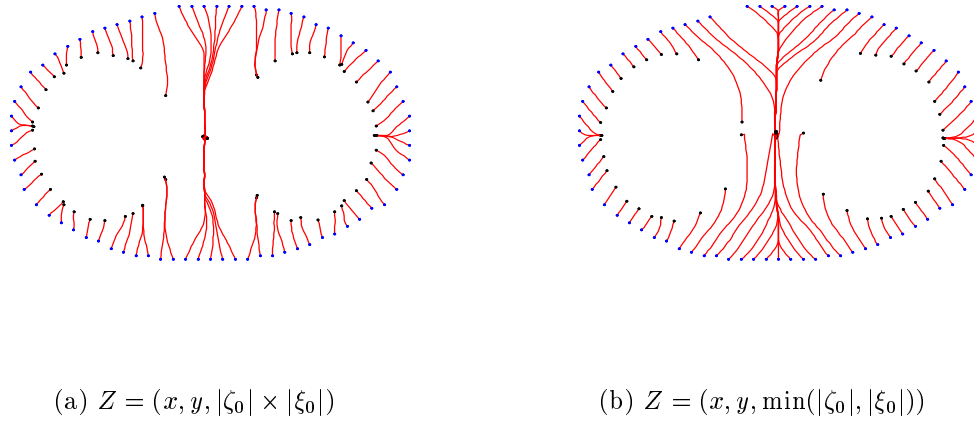 (a) Z = (x, y, |ζ₀| × |ξ₀|)
(b) Z = (x, y, min(|ζ₀|, |ξ₀|))